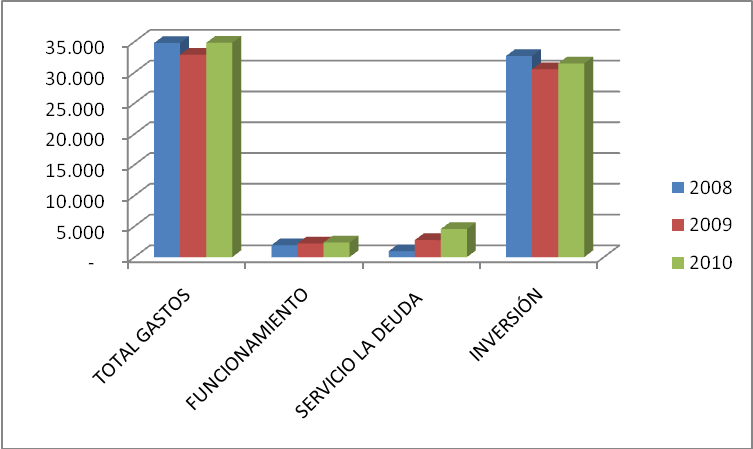 35.000
30.000
25.000
20.000
15.000
10.000
5.000
-
TOTAL GASTOS
FUNCIONAMIENTO
SERVICIO LA DEUDA
INVERSIÓN
2008
2009
2010